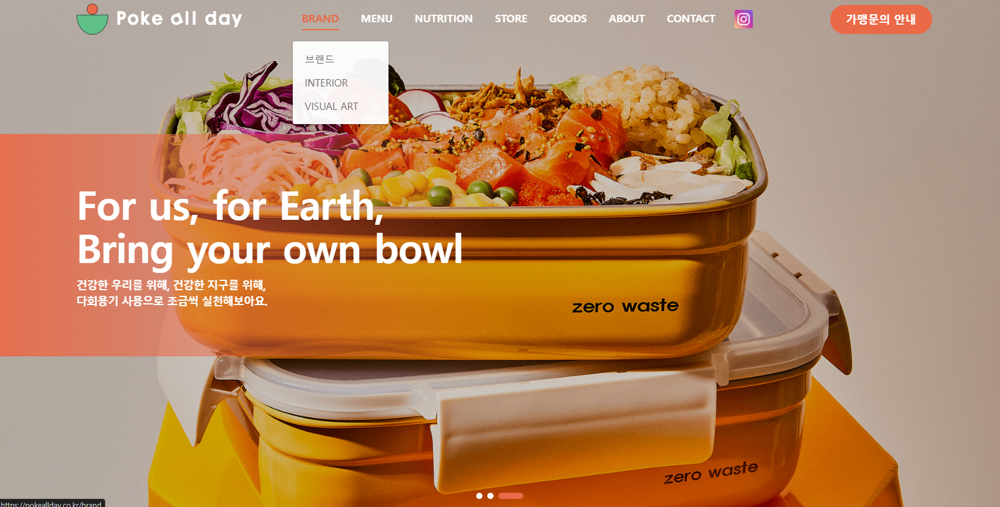 Poke all day
BRAND MENU NUTRITION STORE GOODS ABOUT CONTACT
가맹문의 안내
브랜드
INTERIOR
VISUAL ART
For us, for Earth,
Bring your own bowl
건강한 우리를 위해, 건강한 지구를 위해,
다회용기 사용으로 조금씩 실천해보아요.
zero waste
zero waste
https://pokeallday.co.kr/brand